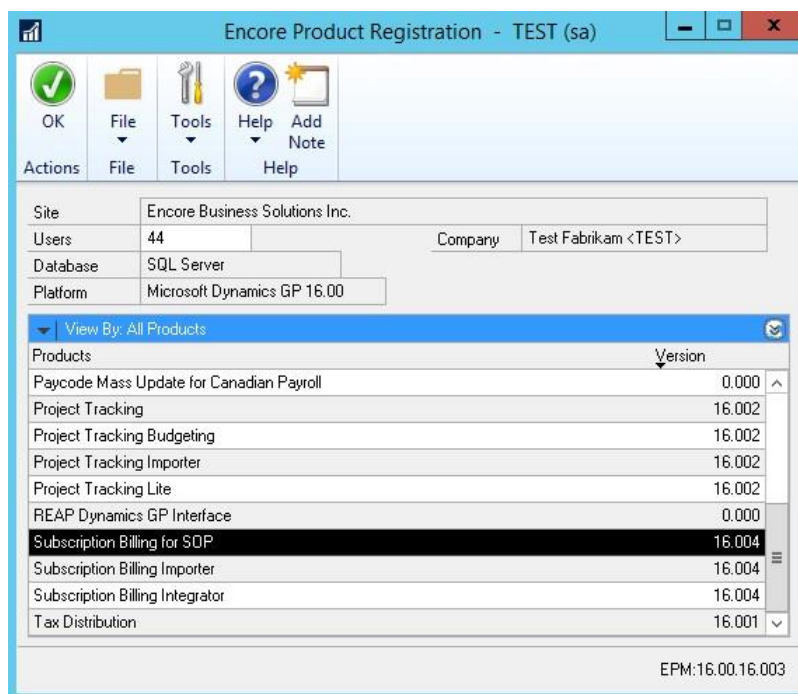 Encore Product Registration - TEST (sa)
OK File Tools Help Add Note
Actions File Tools Help
Site Encore Business Solutions Inc.
Users 44 Company Test Fabrikam <TEST>
Database SQL Server
Platform Microsoft Dynamics GP 16.00
View By: All Products
Products Version
Paycode Mass Update for Canadian Payroll 0.000
Project Tracking 16.002
Project Tracking Budgeting 16.002
Project Tracking Importer 16.002
Project Tracking Lite 16.002
REAP Dynamics GP Interface 0.000
Subscription Billing for SOP 16.004
Subscription Billing Importer 16.004
Subscription Billing Integrator 16.004
Tax Distribution 16.001
EPM:16.00.16.003